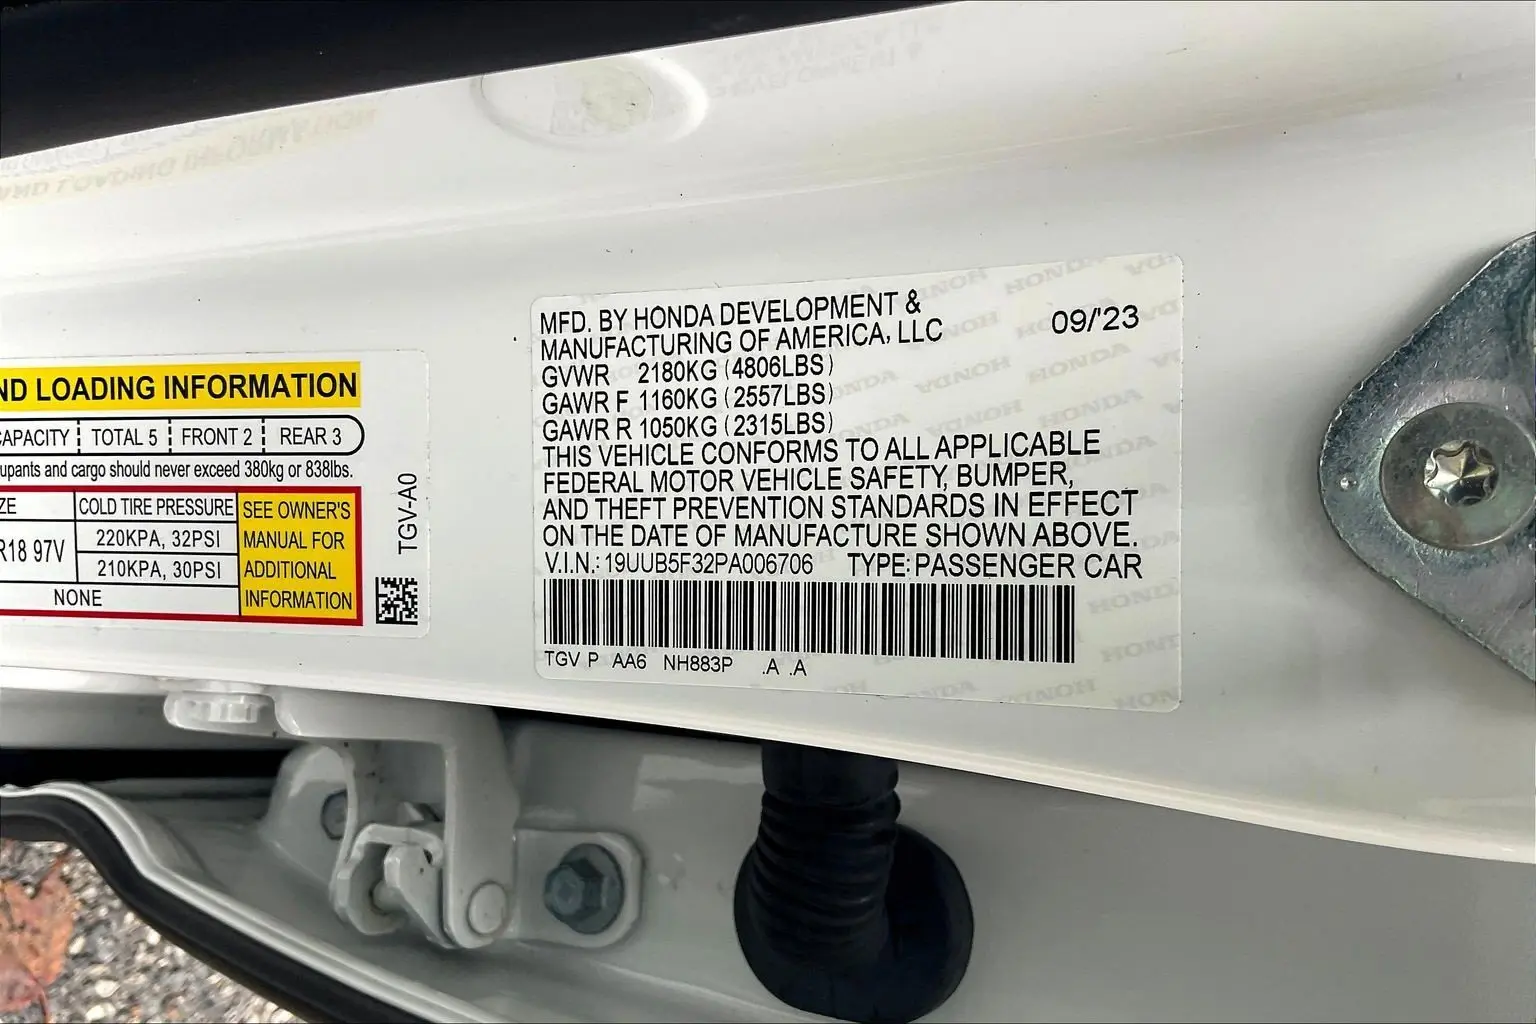 ND LOADING INFORMATION
CAPACITY TOTAL 5 FRONT 2 REAR 3
upants and cargo should never exceed 380kg or 838lbs.
ZE COLD TIRE PRESSURE SEE OWNER'S
R18 97V 220KPA, 32PSI MANUAL FOR
210KPA, 30PSI ADDITIONAL
NONE INFORMATION
TGV-A0
MFD. BY HONDA DEVELOPMENT &
MANUFACTURING OF AMERICA, LLC 09/'23
GVWR 2180KG (4806LBS)
GAWR F 1160KG (2557LBS)
GAWR R 1050KG (2315LBS)
THIS VEHICLE CONFORMS TO ALL APPLICABLE
FEDERAL MOTOR VEHICLE SAFETY, BUMPER,
AND THEFT PREVENTION STANDARDS IN EFFECT
ON THE DATE OF MANUFACTURE SHOWN ABOVE.
V.I.N.: 19UUB5F32PA006706 TYPE: PASSENGER CAR
TGV P AA6 NH883P .A .A